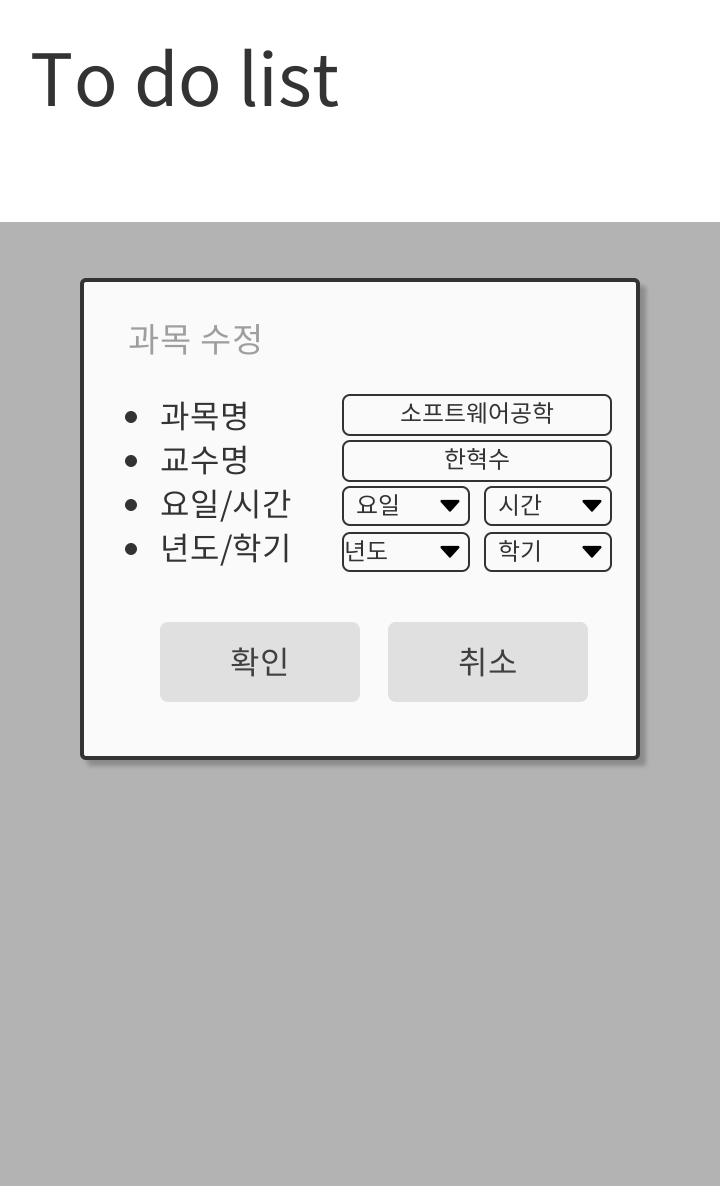 To do list
과목 수정
과목명 소프트웨어공학
교수명 한혁수
요일/시간 요일 시간
년도/학기 년도 학기
확인 취소